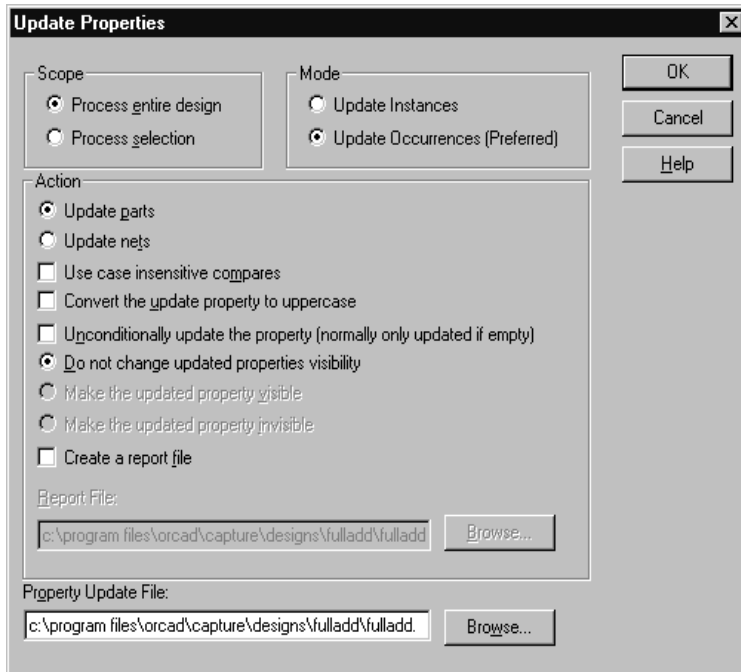 Update Properties
Scope
Process entire design
Process selection
Mode
Update Instances
Update Occurrences (Preferred)
OK
Cancel
Help
Action
Update parts
Update nets
Use case insensitive compares
Convert the update property to uppercase
Unconditionally update the property (normally only updated if empty)
Do not change updated properties visibility
Make the updated property visible
Make the updated property invisible
Create a report file
Report File:
c:\program files\orcad\capture\designs\fulladd\fulladd
Browse...
Property Update File:
c:\program files\orcad\capture\designs\fulladd\fulladd.
Browse...